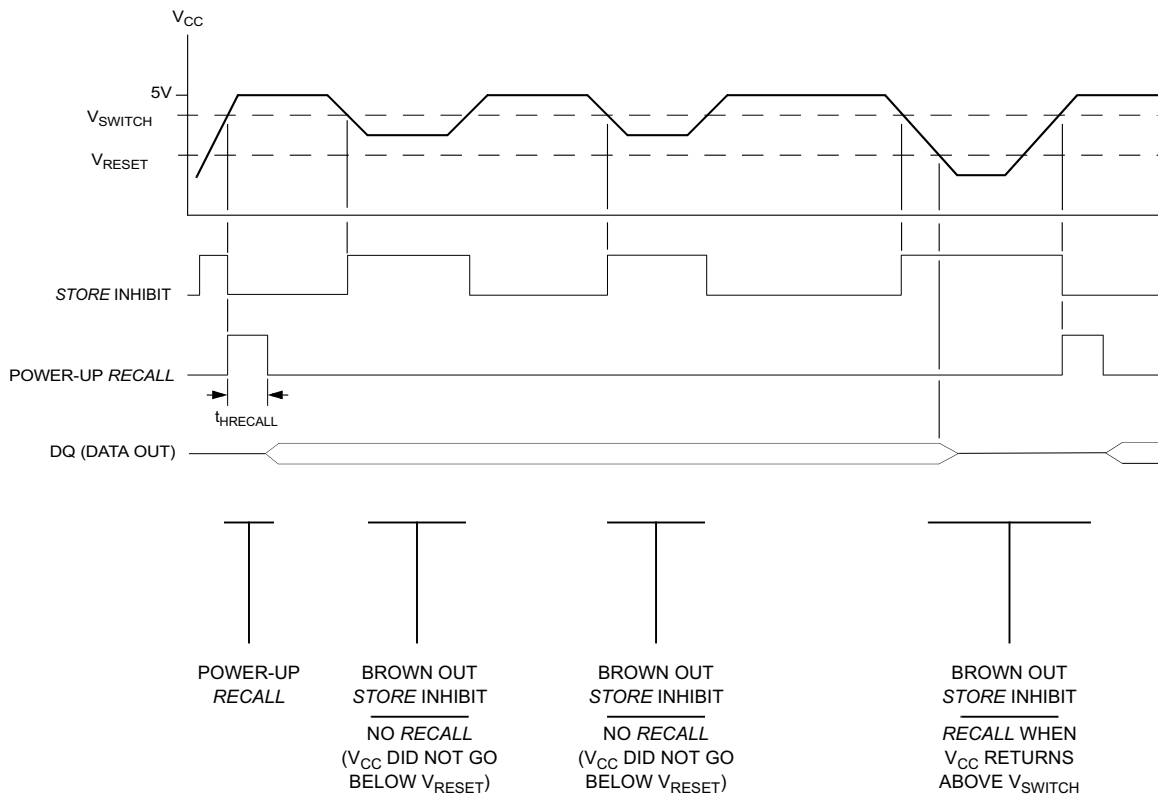 VCC
5V
VSWITCH
VRESET
STORE INHIBIT
POWER-UP RECALL
tHRECALL
DQ (DATA OUT)
POWER-UP
RECALL
BROWN OUT
STORE INHIBIT
NO RECALL
(VCC DID NOT GO
BELOW VRESET)
BROWN OUT
STORE INHIBIT
NO RECALL
(VCC DID NOT GO
BELOW VRESET)
BROWN OUT
STORE INHIBIT
RECALL WHEN
VCC RETURNS
ABOVE VSWITCH